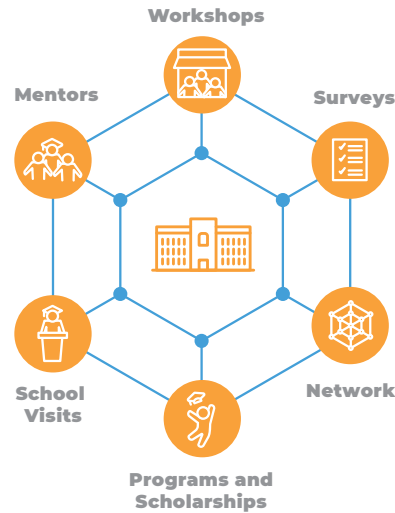 Workshops
Mentors
Surveys
School
Visits
Network
Programs and
Scholarships